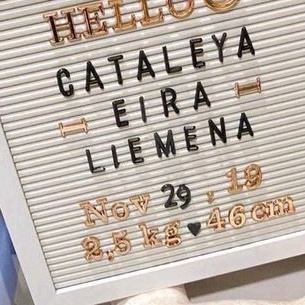 HELLO
CATALEYA
EIRA
LIEMENA
Nov 29, 19
2,5 kg ♥ 46 cm